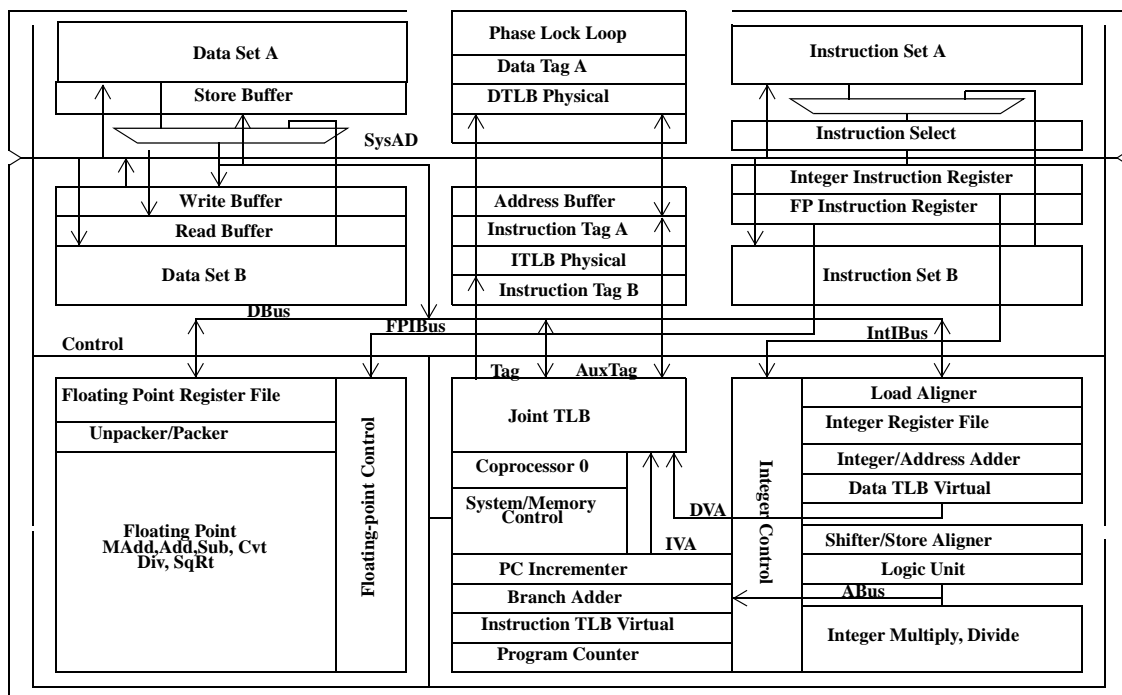 Data Set A
Store Buffer
Phase Lock Loop
Data Tag A
DTLB Physical
Instruction Set A
Instruction Select
SysAD
Write Buffer
Read Buffer
Data Set B
Address Buffer
Instruction Tag A
ITLB Physical
Instruction Tag B
Integer Instruction Register
FP Instruction Register
Instruction Set B
DBus
FPIBus
IntIBus
Control
Tag
AuxTag
Floating Point Register File
Unpacker/Packer
Floating Point
MAdd,Add,Sub, Cvt
Div, SqRt
Floating-point Control
Joint TLB
Coprocessor 0
System/Memory
Control
DVA
IVA
PC Incrementer
Branch Adder
Instruction TLB Virtual
Program Counter
Integer Control
Load Aligner
Integer Register File
Integer/Address Adder
Data TLB Virtual
Shifter/Store Aligner
Logic Unit
ABus
Integer Multiply, Divide